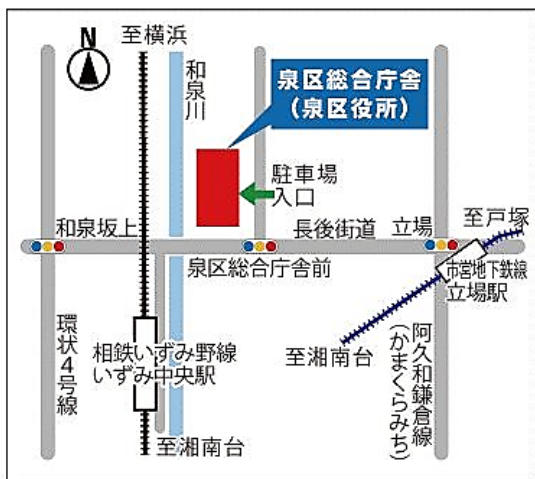 N
至横浜
和泉川
泉区総合庁舎
（泉区役所）
駐車場
入口
和泉坂上
長後街道
立場
至戸塚
泉区総合庁舎前
市営地下鉄線
立場駅
環状４号線
相鉄いずみ野線
いずみ中央駅
至湘南台
阿久和鎌倉線
（かまくらみち）
至湘南台